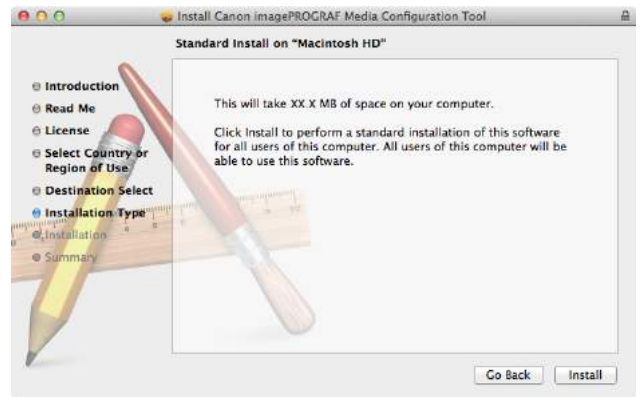 Install Canon imagePROGRAF Media Configuration Tool
Standard Install on "Macintosh HD"
Introduction
Read Me
License
Select Country or
Region of Use
Destination Select
Installation Type
Installation
Summary
This will take XX.X MB of space on your computer.
Click Install to perform a standard installation of this software
for all users of this computer. All users of this computer will be
able to use this software.
Go Back
Install